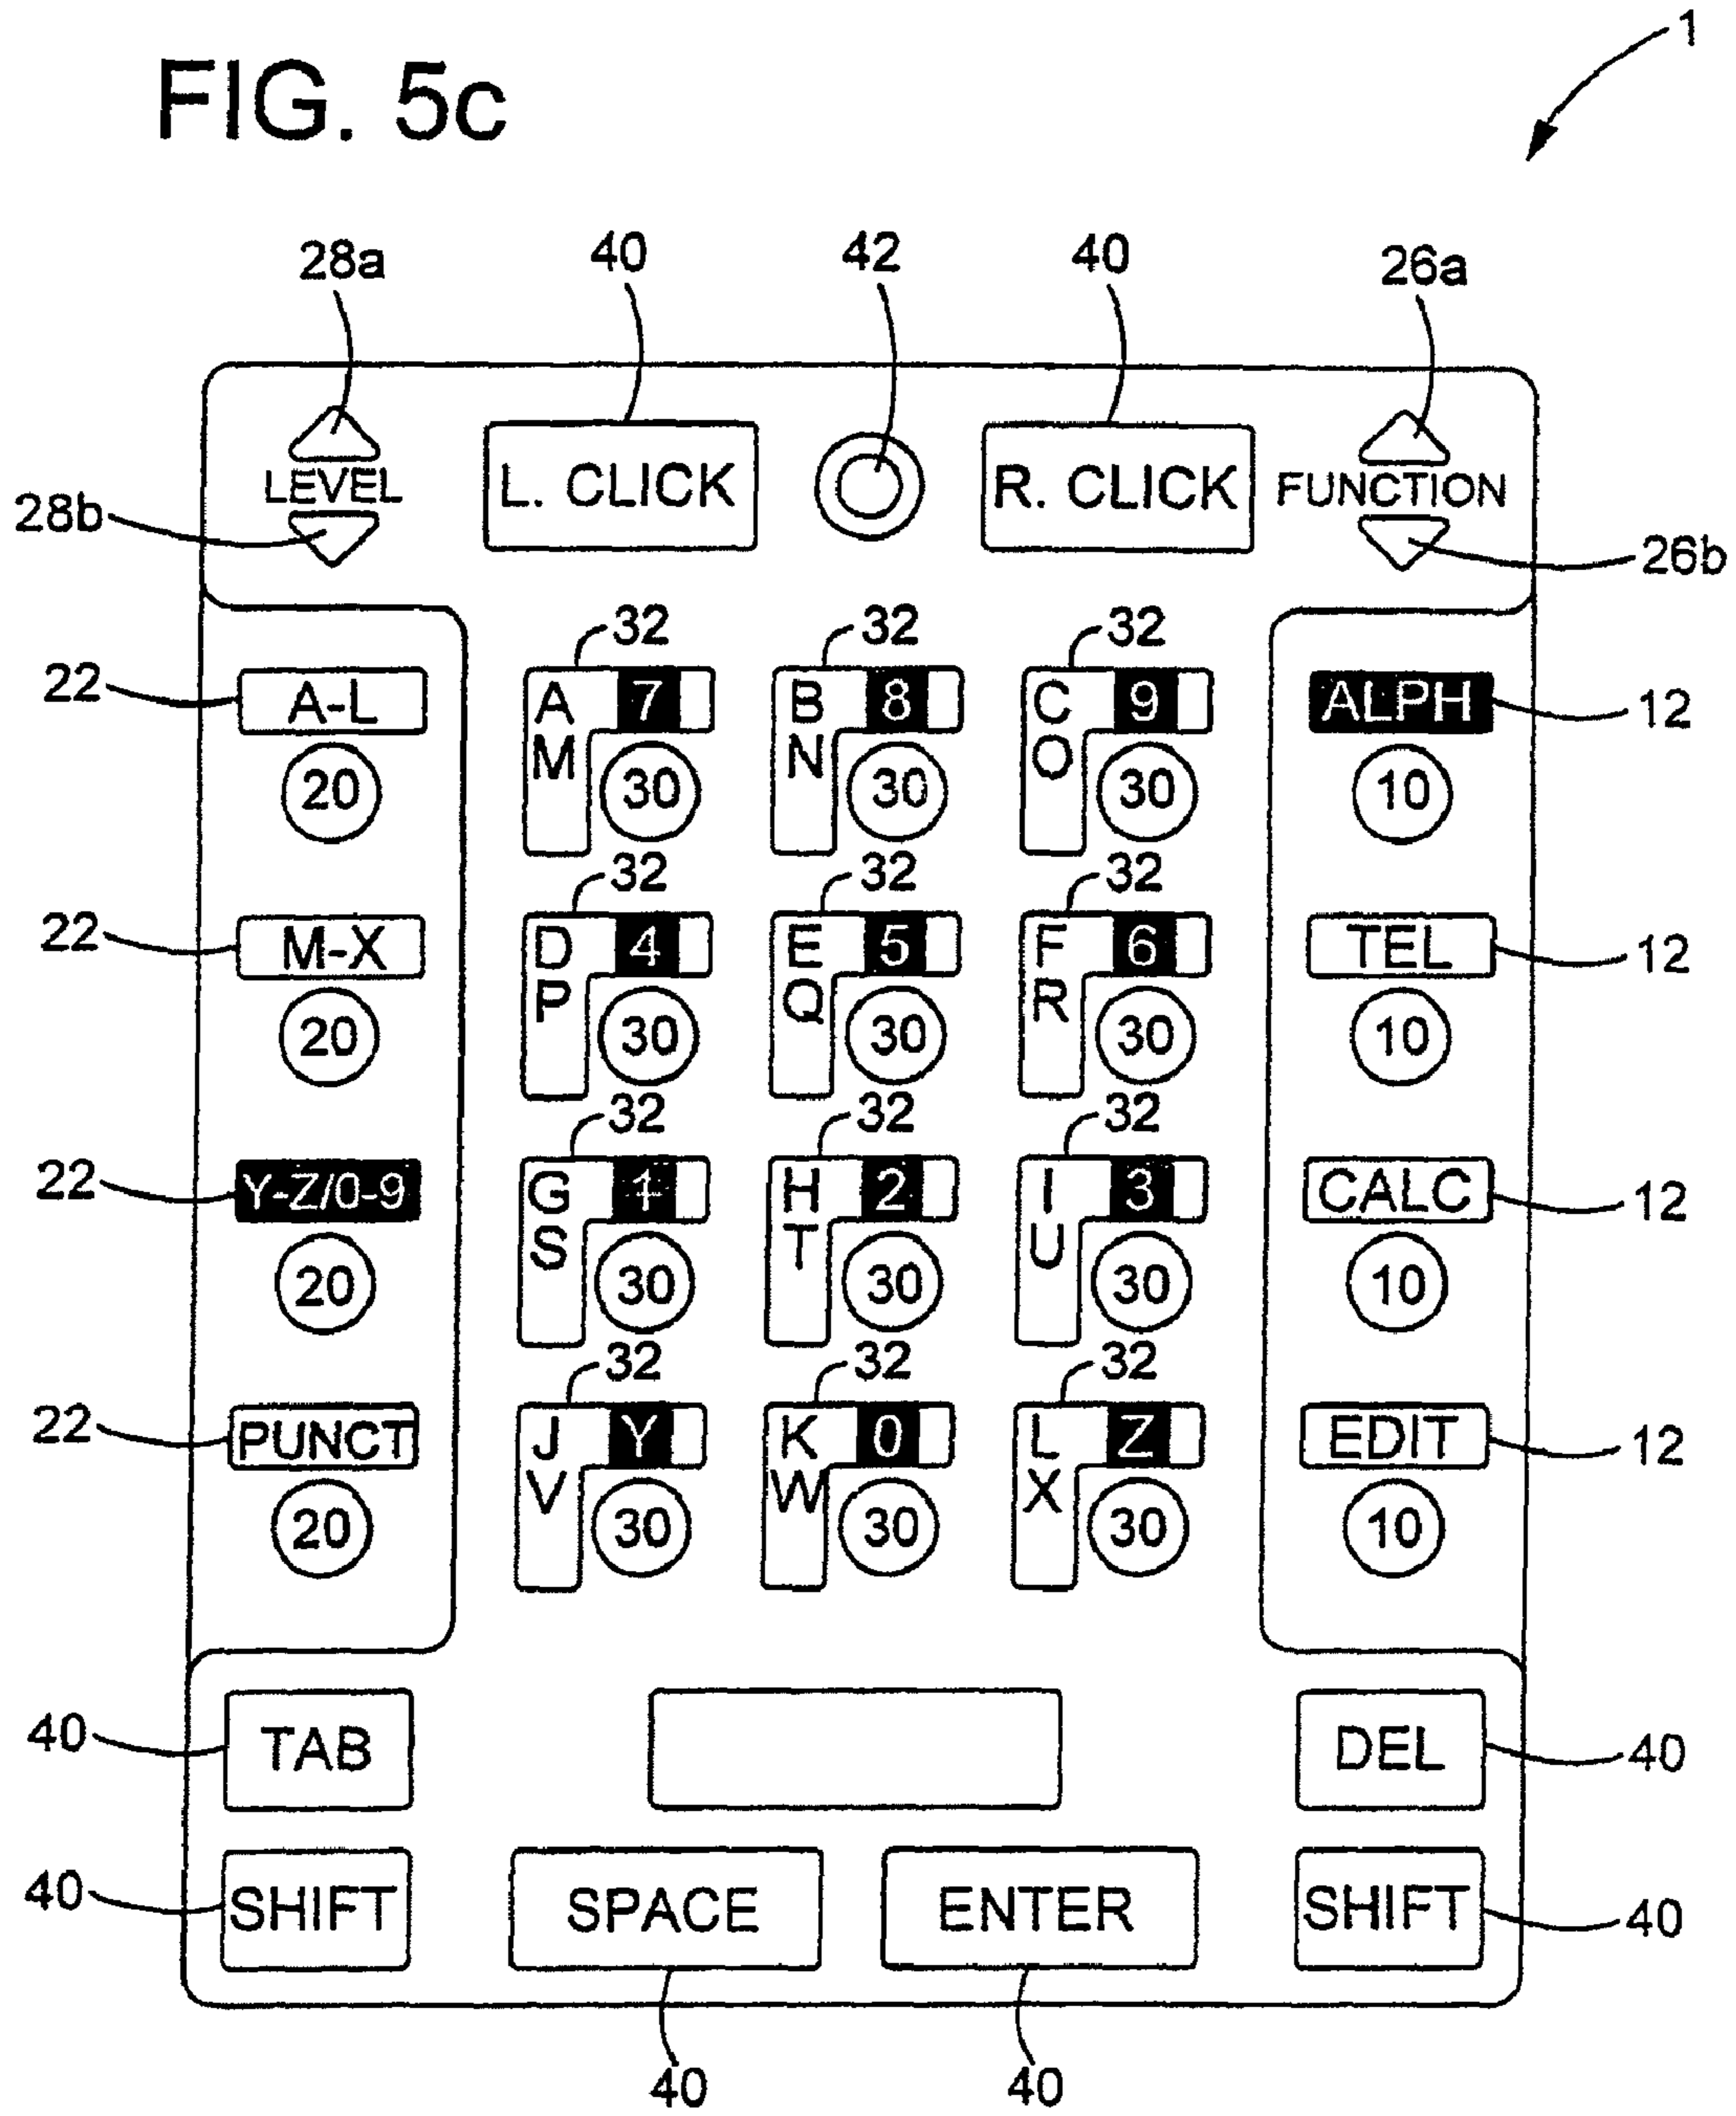 1
FIG. 5c
28a 40 42 40 26a
LEVEL L. CLICK R. CLICK FUNCTION
28b 26b
32 32 32
22 A-L A 7 B 8 C 9 ALPH 12
M N O
20 30 30 30 10
32 32 32
22 M-X D 4 E 5 F 6 TEL 12
P Q R
20 30 30 30 10
32 32 32
22 Y-Z/0-9 G 1 H 2 I 3 CALC 12
S T U
20 30 30 30 10
32 32 32
22 PUNCT J Y K 0 L Z EDIT 12
V W X
20 30 30 30 10
40 TAB DEL 40
40 SHIFT SPACE ENTER SHIFT 40
40 40